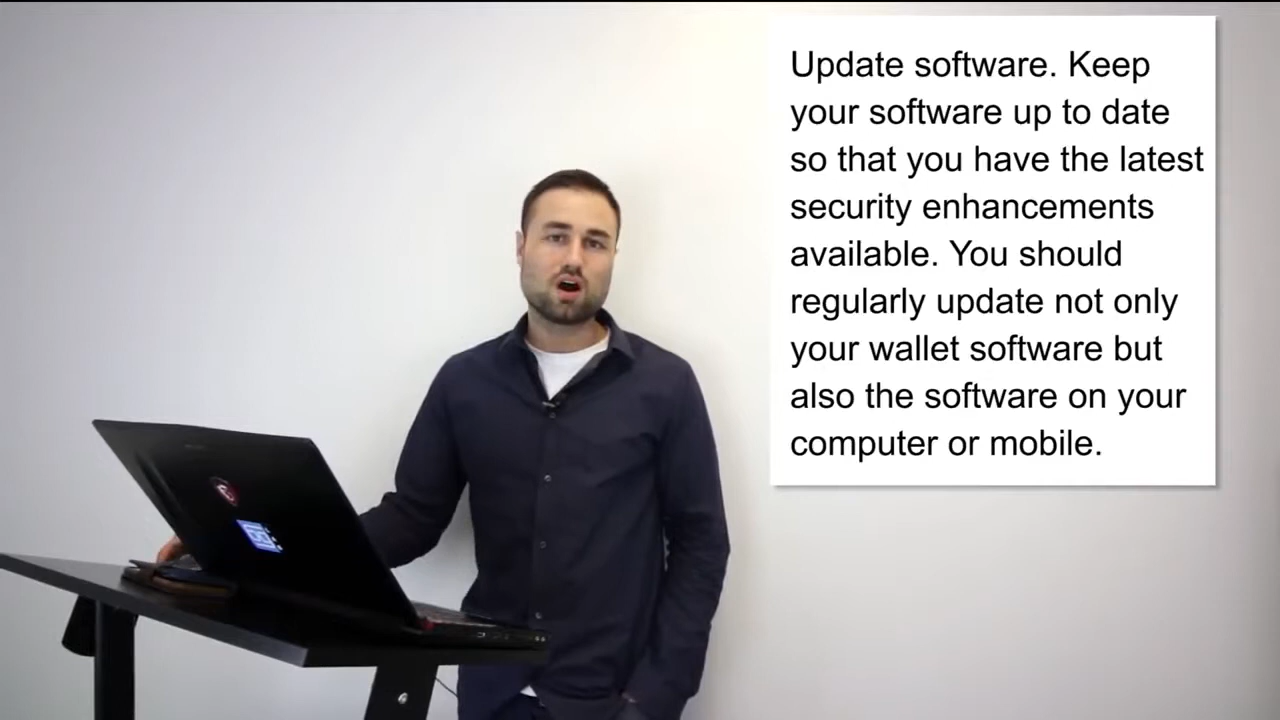 Update software. Keep
your software up to date
so that you have the latest
security enhancements
available. You should
regularly update not only
your wallet software but
also the software on your
computer or mobile.